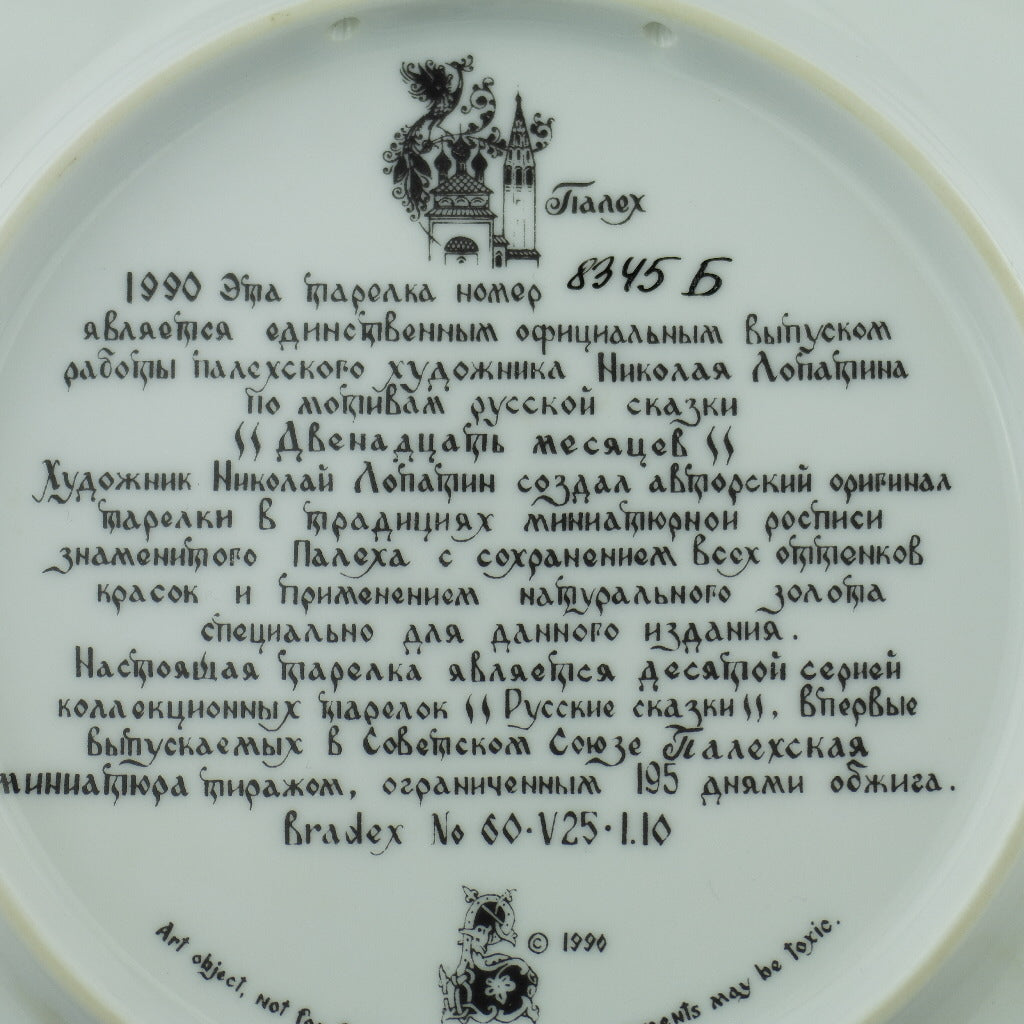 Палех
1990 Эта тарелка номер 8345 Б
является единственным официальным выпуском
работы палехского художника Николая Лопатина
по мотивам русской сказки
"Двенадцать месяцев"
Художник Николай Лопатин создал авторский оригинал
тарелки в традициях миниатюрной росписи
знаменитого Палеха с сохранением всех оттенков
красок и применением натурального золота
специально для данного издания.
Настоящая тарелка является десятой серией
коллекционных тарелок "Русские сказки", впервые
выпускаемых в Советском Союзе Палехская
миниатюра тиражом, ограниченным 195 днями обжига.
Bradex No 60·V25·1.10
© 1990
Art object, not may be toxic.